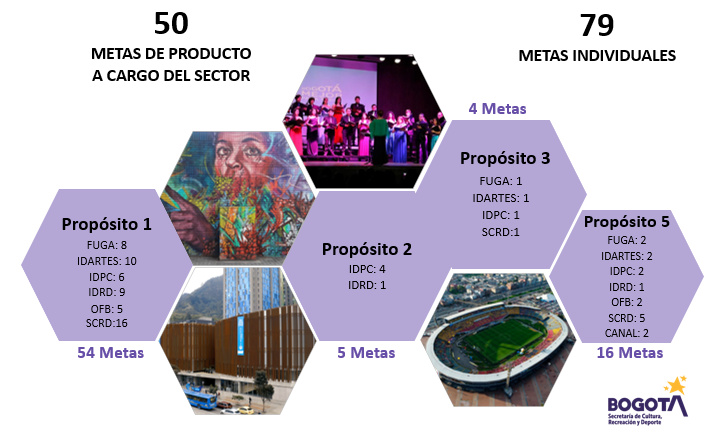 50
METAS DE PRODUCTO
A CARGO DEL SECTOR
79
METAS INDIVIDUALES
Propósito 1
FUGA: 8
IDARTES: 10
IDPC: 6
IDRD: 9
OFB: 5
SCRD:16
54 Metas
Propósito 2
IDPC: 4
IDRD: 1
5 Metas
4 Metas
Propósito 3
FUGA: 1
IDARTES: 1
IDPC: 1
SCRD:1
Propósito 5
FUGA: 2
IDARTES: 2
IDPC: 2
IDRD: 1
OFB: 2
SCRD: 5
CANAL: 2
16 Metas
BOGOTÁ
Secretaría de Cultura,
Recreación y Deporte